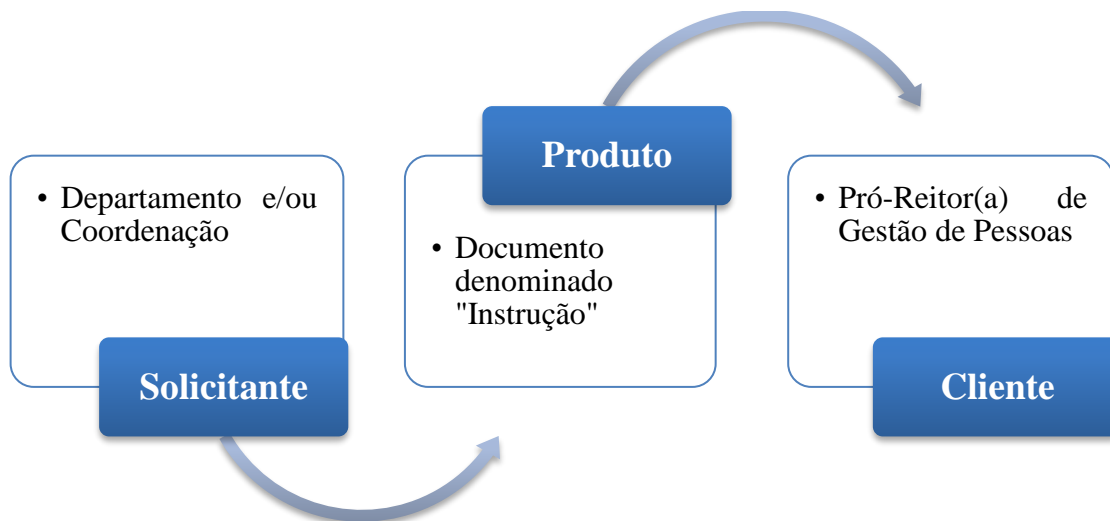 • Departamento e/ou
Coordenação
Solicitante
Produto
• Documento
denominado
"Instrução"
• Pró-Reitor(a) de
Gestão de Pessoas
Cliente